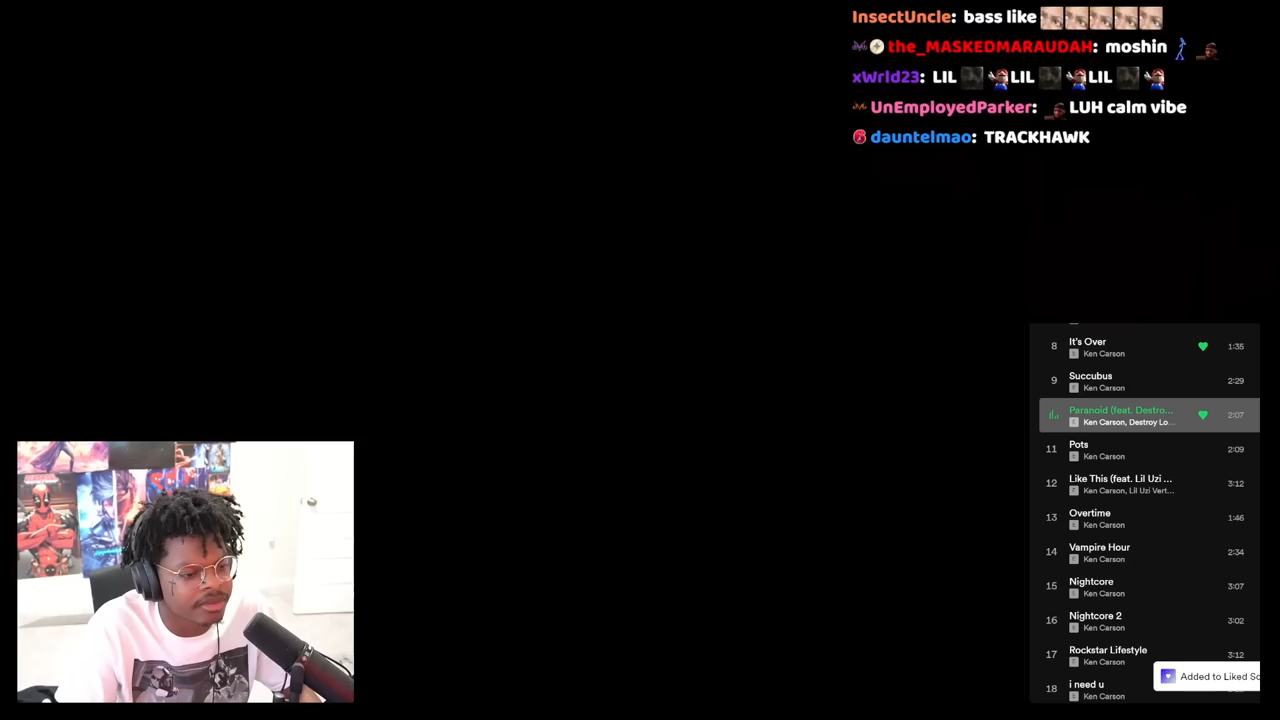 InsectUncle: bass like
the_MASKEDMARAUDAH: moshin
xWrld23: LIL LIL LIL
UnEmployedParker: LUH calm vibe
dauntelmao: TRACKHAWK
8 It's Over 1:35
E Ken Carson
9 Succubus 2:29
E Ken Carson
Paranoid (feat. Destro... 2:07
E Ken Carson, Destroy Lo...
11 Pots 2:09
E Ken Carson
12 Like This (feat. Lil Uzi ... 3:12
E Ken Carson, Lil Uzi Vert...
13 Overtime 1:46
E Ken Carson
14 Vampire Hour 2:34
E Ken Carson
15 Nightcore 3:07
E Ken Carson
16 Nightcore 2 3:02
E Ken Carson
17 Rockstar Lifestyle 3:12
E Ken Carson
Added to Liked So
18 i need u
E Ken Carson